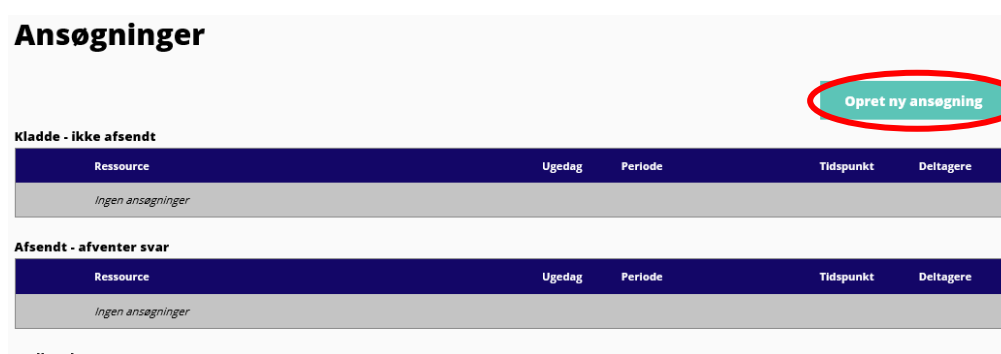 Ansøgninger
Opret ny ansøgning
Kladde - ikke afsendt
Ressource Ugedag Periode Tidspunkt Deltagere
Ingen ansøgninger
Afsendt - afventer svar
Ressource Ugedag Periode Tidspunkt Deltagere
Ingen ansøgninger